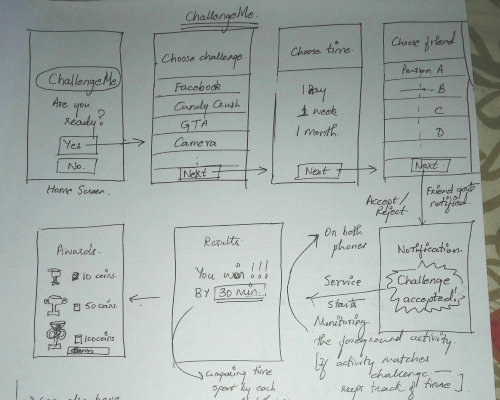 ChallengeMe.
ChallengeMe
Are you
ready?
Yes
No.
Home Screen.
Choose challenge
Facebook
Candy Crush
GTA
Camera
Next
Choose time.
1 Day
1 week
1 month.
Next
Choose friend
Person A
B
C
D
Next
Accept/
Reject.
Friend gets
notified.
Notification.
Challenge
accepted!
On both
phones
Service
starts
Monitoring
the foreground activity.
[if activity matches
challenge —
keeps track of time].
Results.
You won !!!
BY 30 min.
Comparing time
spent by each
Awards.
10 coins.
50 coins.
100 coins